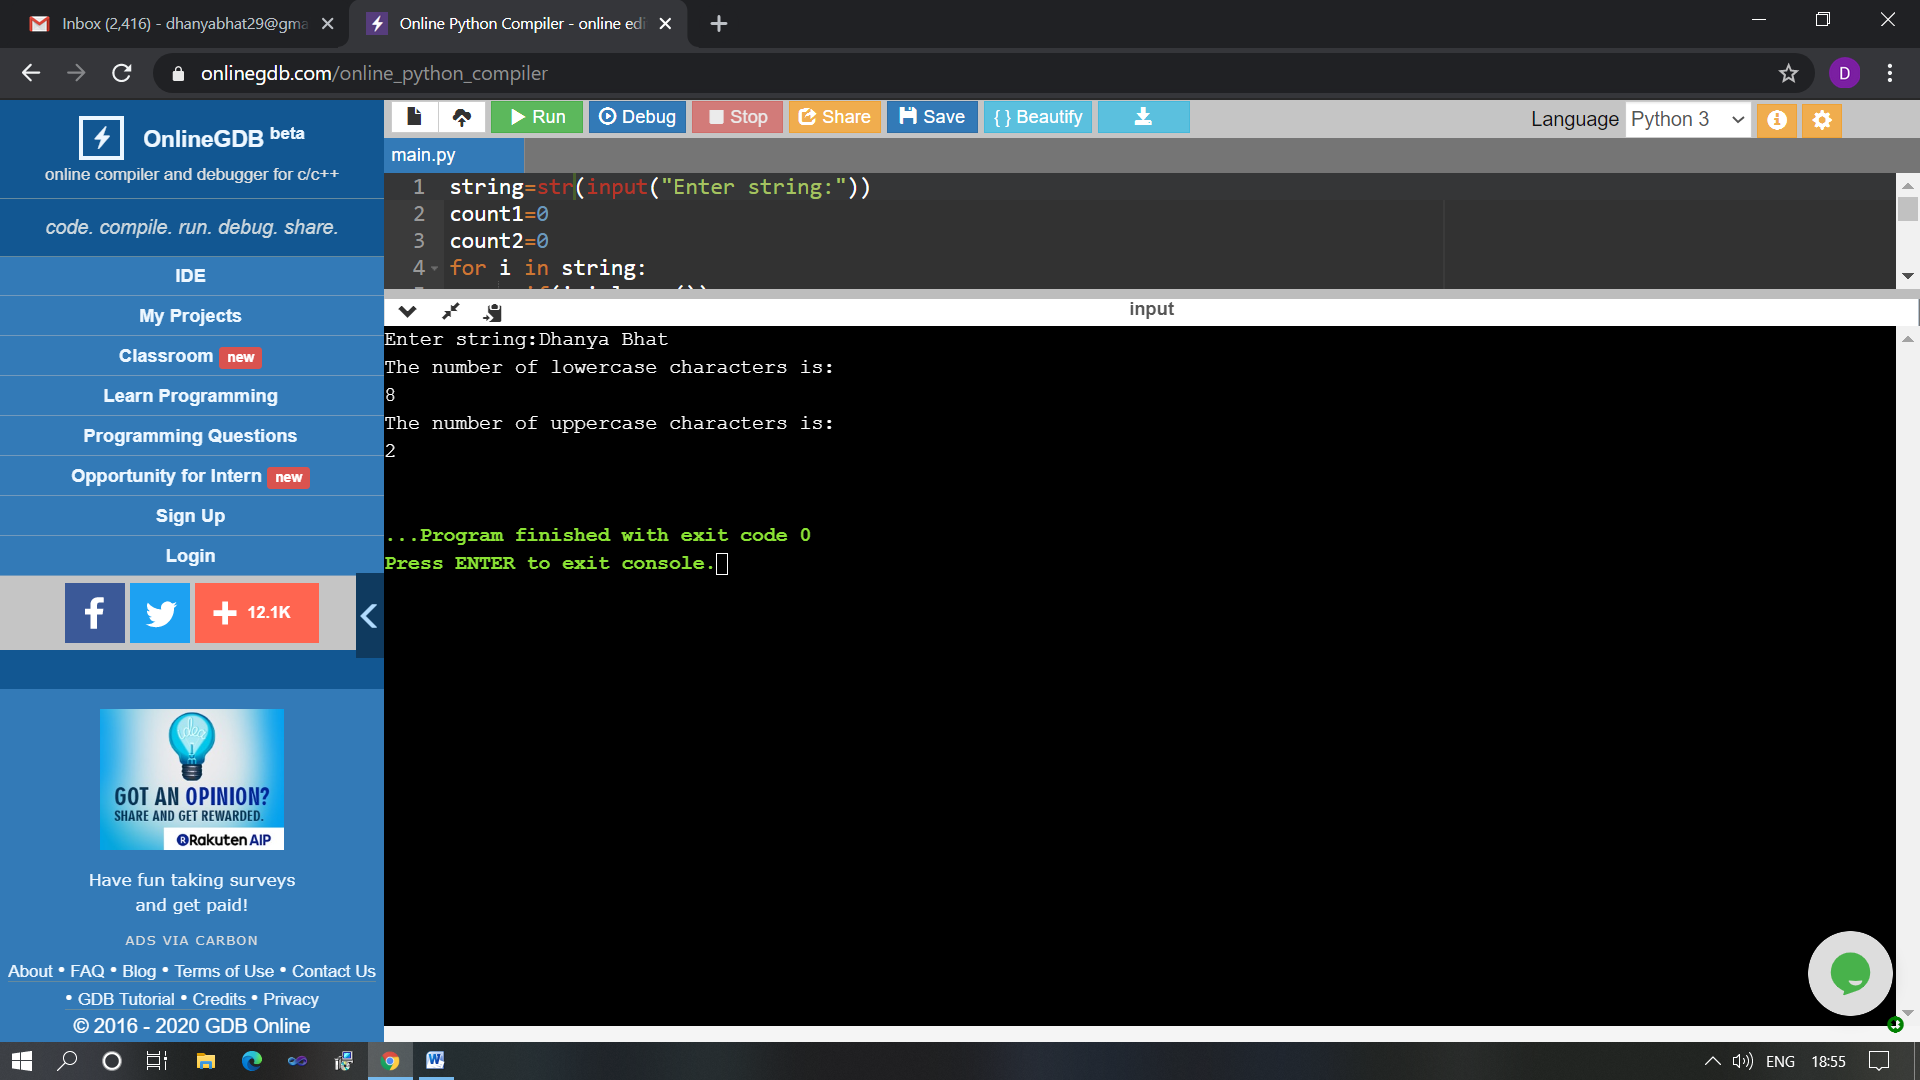 Inbox (2,416) - dhanyabhat29@gma
Online Python Compiler - online edi
onlinegdb.com/online_python_compiler
D
OnlineGDB beta
online compiler and debugger for c/c++
code. compile. run. debug. share.
IDE
My Projects
Classroom new
Learn Programming
Programming Questions
Opportunity for Intern new
Sign Up
Login
12.1K
idea
GOT AN OPINION?
SHARE AND GET REWARDED.
Rakuten AIP
Have fun taking surveys
and get paid!
ADS VIA CARBON
About • FAQ • Blog • Terms of Use • Contact Us
• GDB Tutorial • Credits • Privacy
© 2016 - 2020 GDB Online
Run Debug Stop Share Save { } Beautify
Language Python 3
main.py
1 string=str(input("Enter string:"))
2 count1=0
3 count2=0
4 for i in string:
input
Enter string:Dhanya Bhat
The number of lowercase characters is:
8
The number of uppercase characters is:
2
...Program finished with exit code 0
Press ENTER to exit console.
ENG 18:55